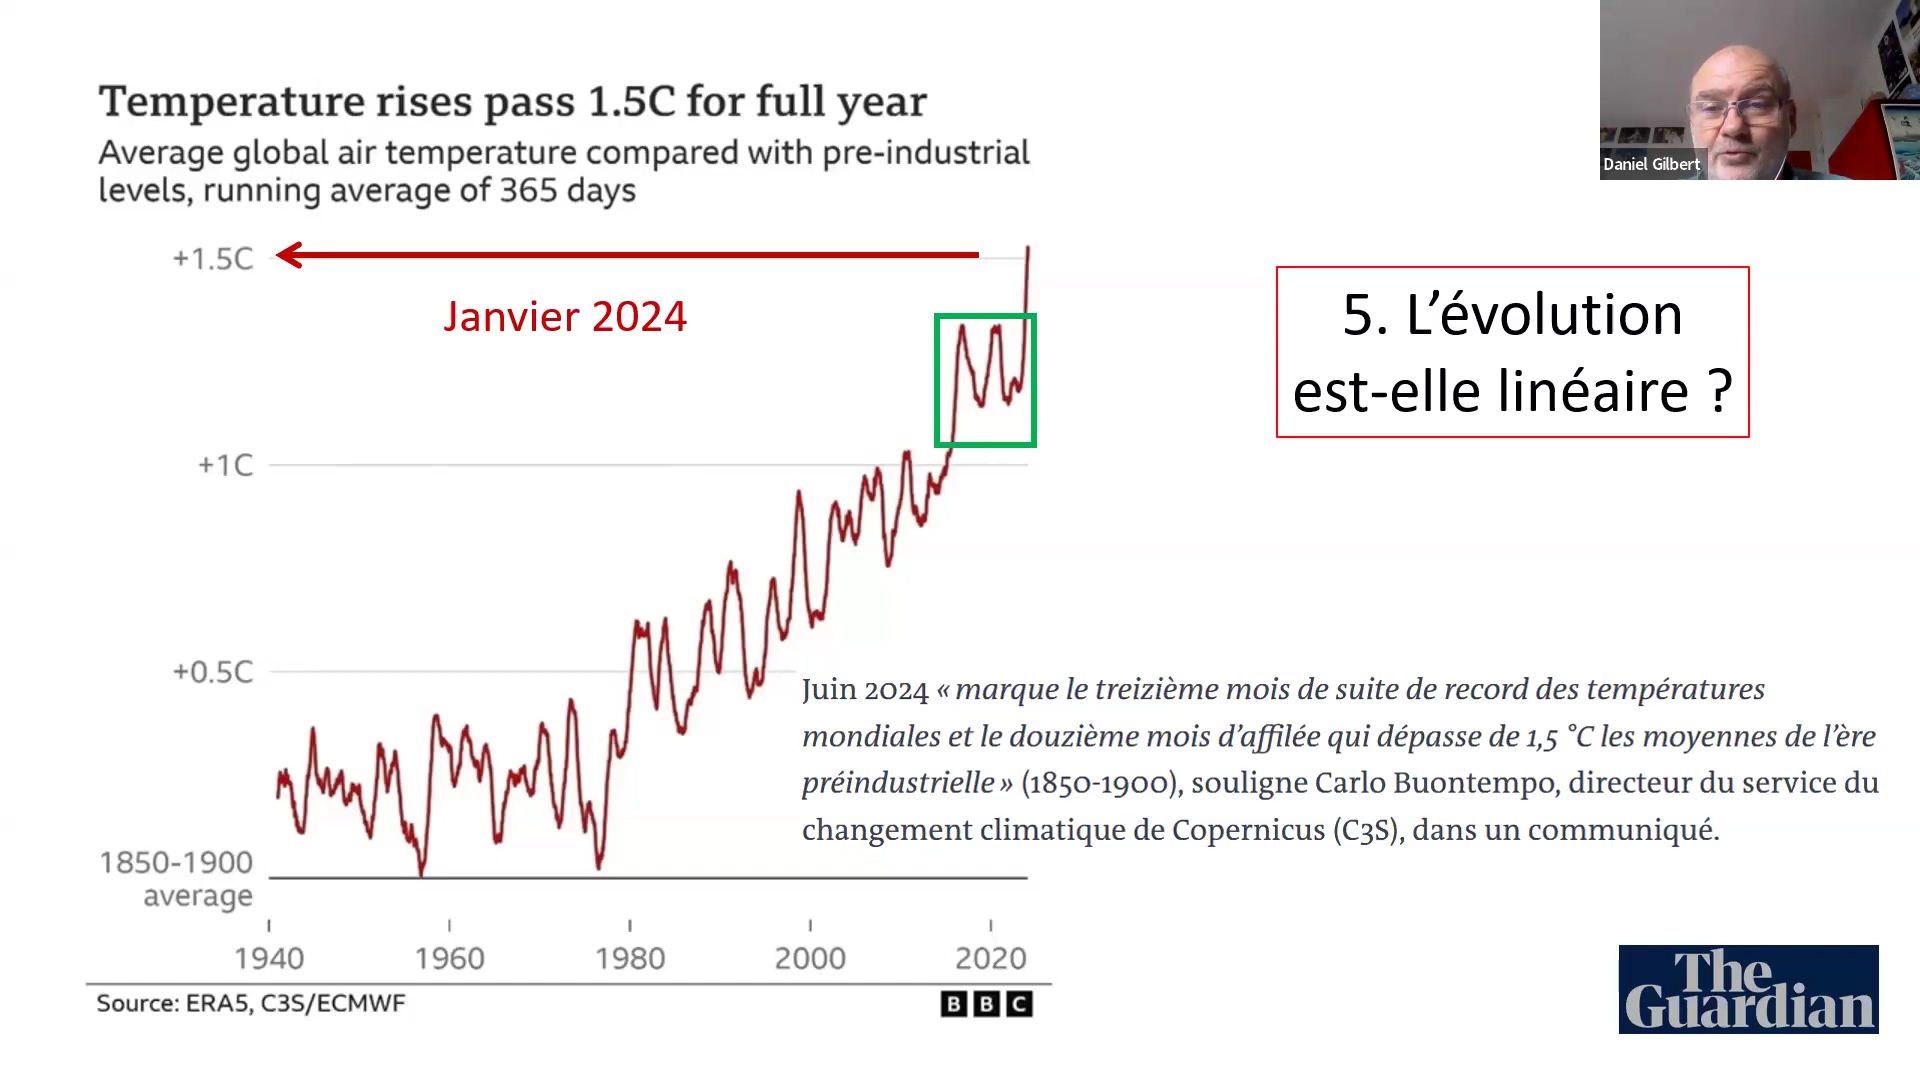 Temperature rises pass 1.5C for full year
Average global air temperature compared with pre-industrial
levels, running average of 365 days
Daniel Gilbert
+1.5C
Janvier 2024
5. L’évolution
est-elle linéaire ?
+1C
+0.5C
Juin 2024 « marque le treizième mois de suite de record des températures
mondiales et le douzième mois d’affilée qui dépasse de 1,5 °C les moyennes de l’ère
préindustrielle » (1850-1900), souligne Carlo Buontempo, directeur du service du
changement climatique de Copernicus (C3S), dans un communiqué.
1850-1900
average
1940 1960 1980 2000 2020
Source: ERA5, C3S/ECMWF
BBC
The
Guardian